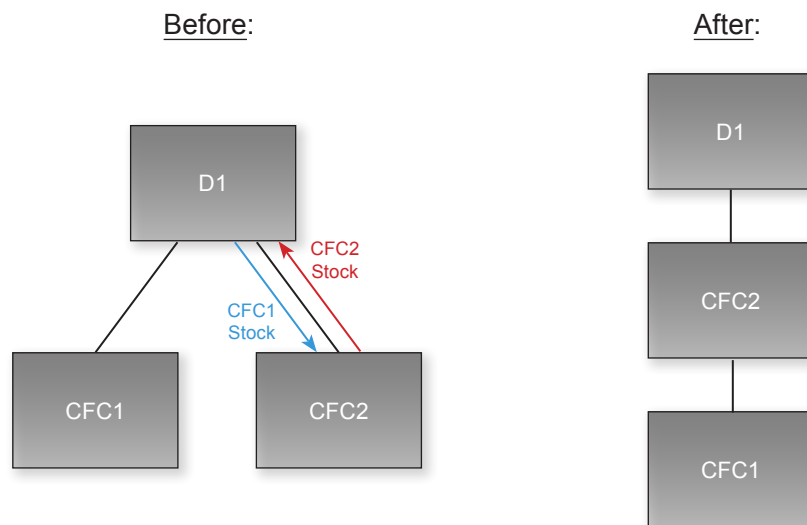 Before:
After:
D1
CFC2
Stock
CFC1
Stock
CFC1
CFC2
D1
CFC2
CFC1